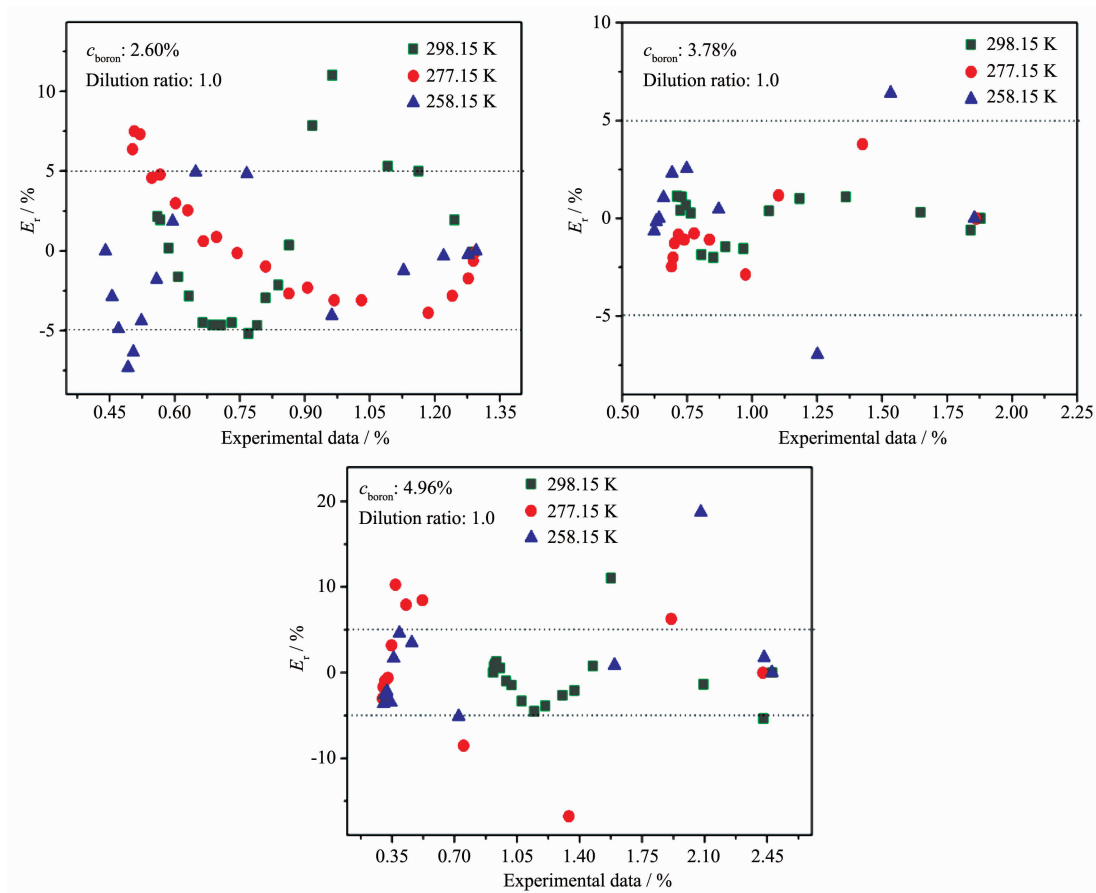 c_boron: 2.60%
Dilution ratio: 1.0
298.15 K
277.15 K
258.15 K
10
5
0
-5
E_r / %
0.45 0.60 0.75 0.90 1.05 1.20 1.35
Experimental data / %
c_boron: 3.78%
Dilution ratio: 1.0
298.15 K
277.15 K
258.15 K
10
5
0
-5
E_r / %
0.50 0.75 1.00 1.25 1.50 1.75 2.00 2.25
Experimental data / %
c_boron: 4.96%
Dilution ratio: 1.0
298.15 K
277.15 K
258.15 K
20
10
0
-10
E_r / %
0.35 0.70 1.05 1.40 1.75 2.10 2.45
Experimental data / %